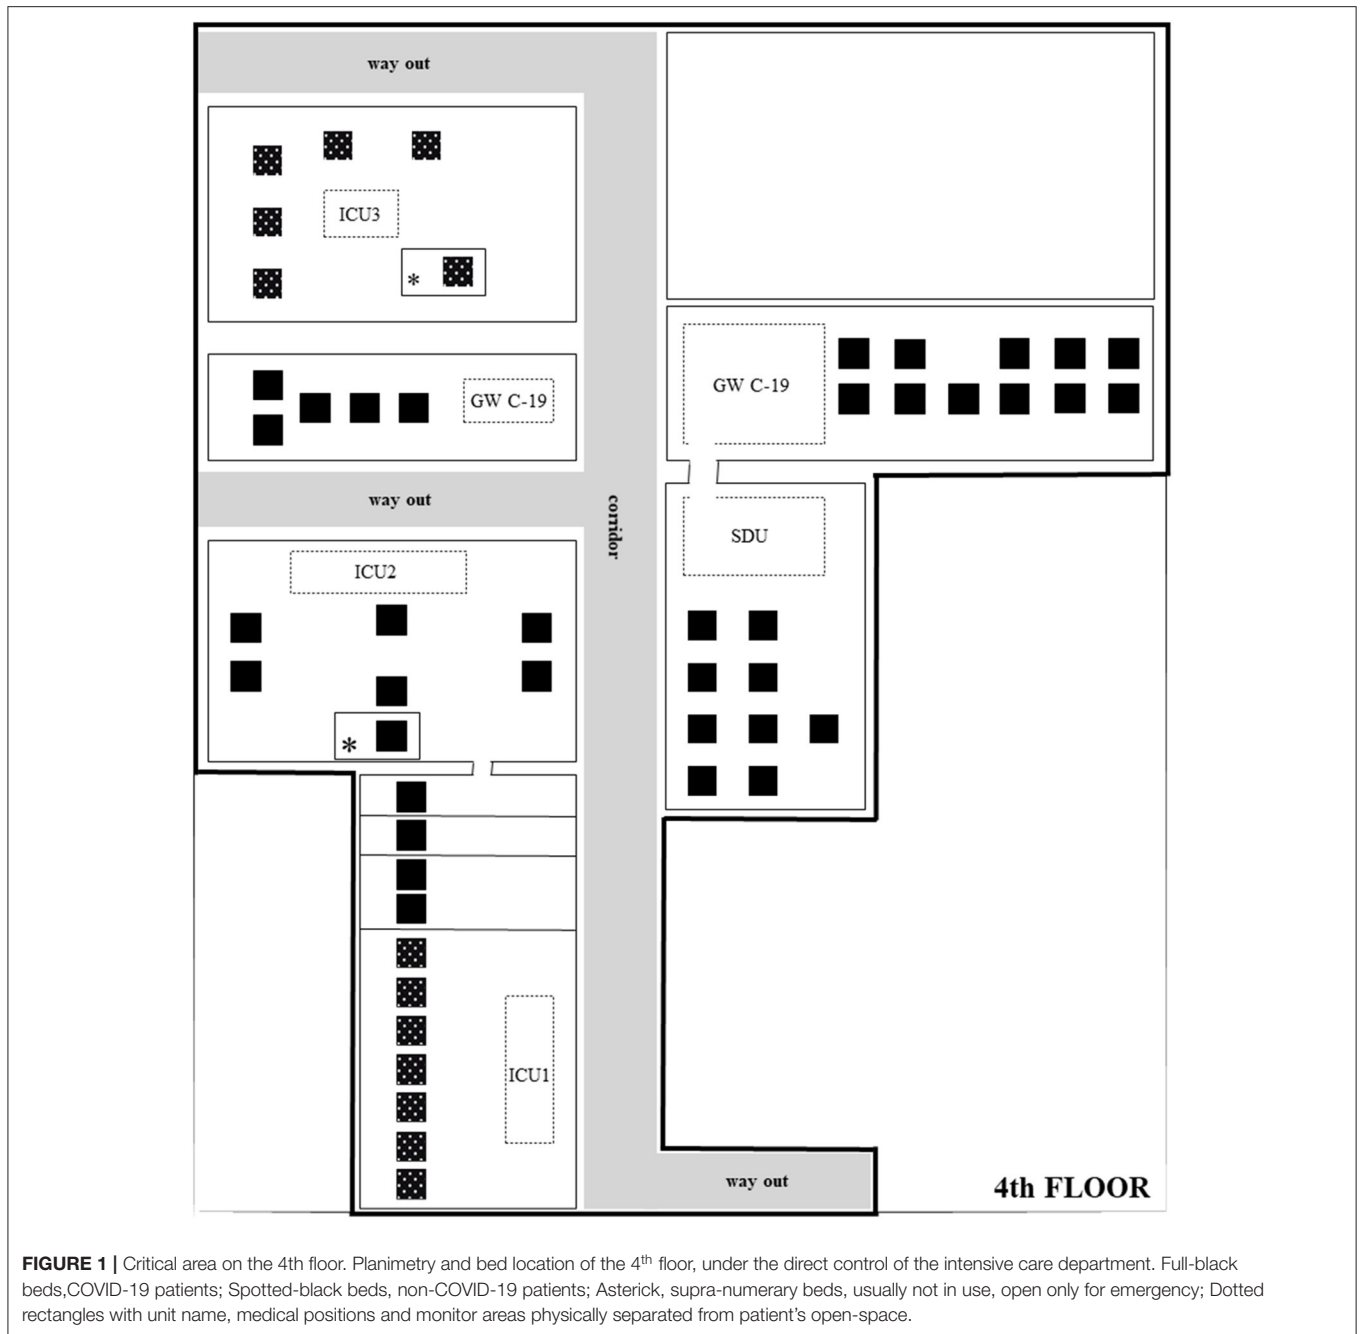 way out
ICU3
*
GW C-19
GW C-19
way out
corridor
SDU
ICU2
*
ICU1
way out
4th FLOOR
FIGURE 1 | Critical area on the 4th floor. Planimetry and bed location of the 4th floor, under the direct control of the intensive care department. Full-black
beds,COVID-19 patients; Spotted-black beds, non-COVID-19 patients; Asterick, supra-numerary beds, usually not in use, open only for emergency; Dotted
rectangles with unit name, medical positions and monitor areas physically separated from patient's open-space.